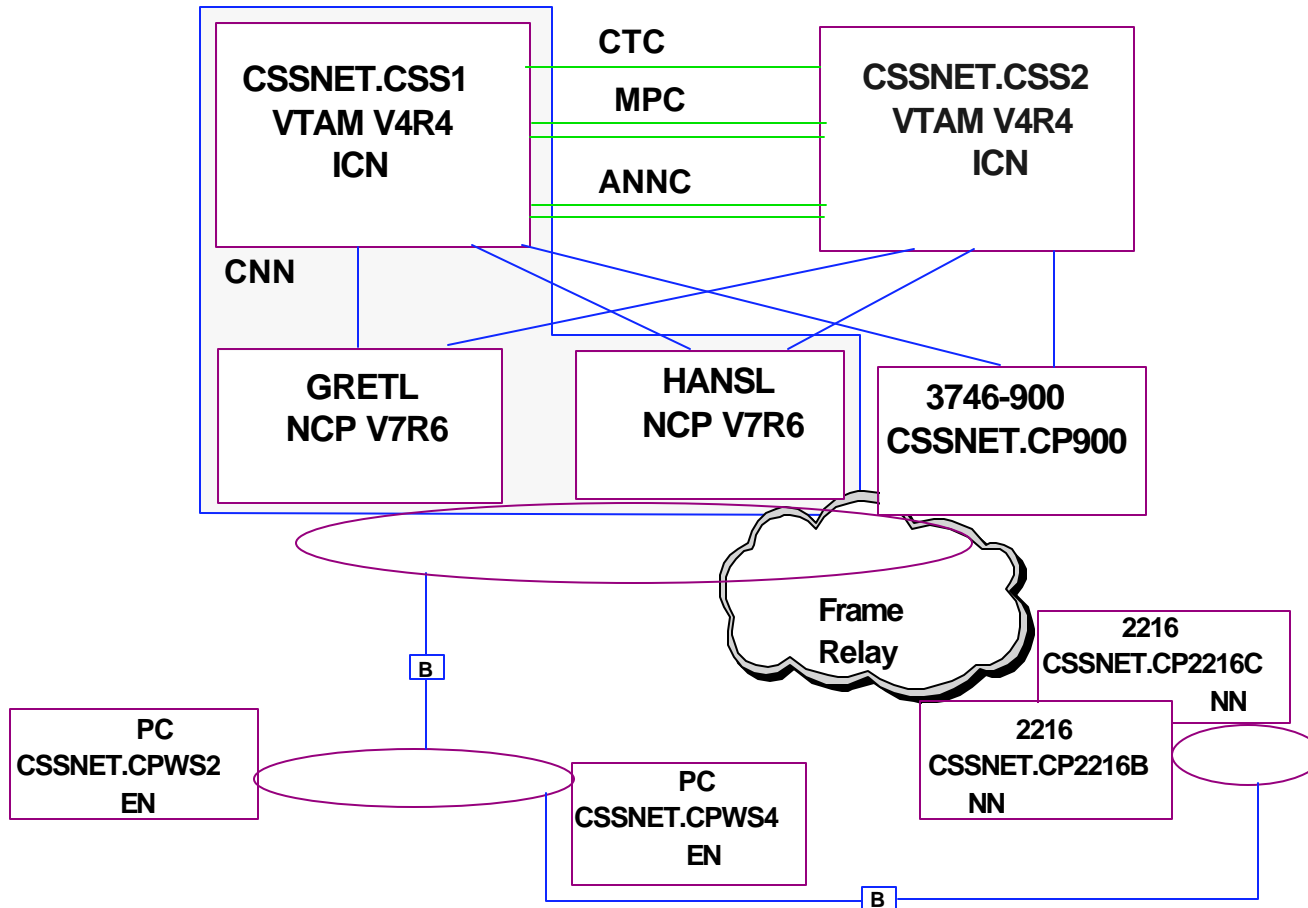 CTC
CSSNET.CSS1
VTAM V4R4
ICN
MPC
ANNC
CSSNET.CSS2
VTAM V4R4
ICN
CNN
GRETL
NCP V7R6
HANSL
NCP V7R6
3746-900
CSSNET.CP900
Frame
Relay
2216
CSSNET.CP2216C
NN
B
PC
CSSNET.CPWS2
EN
PC
CSSNET.CPWS4
EN
2216
CSSNET.CP2216B
NN
B